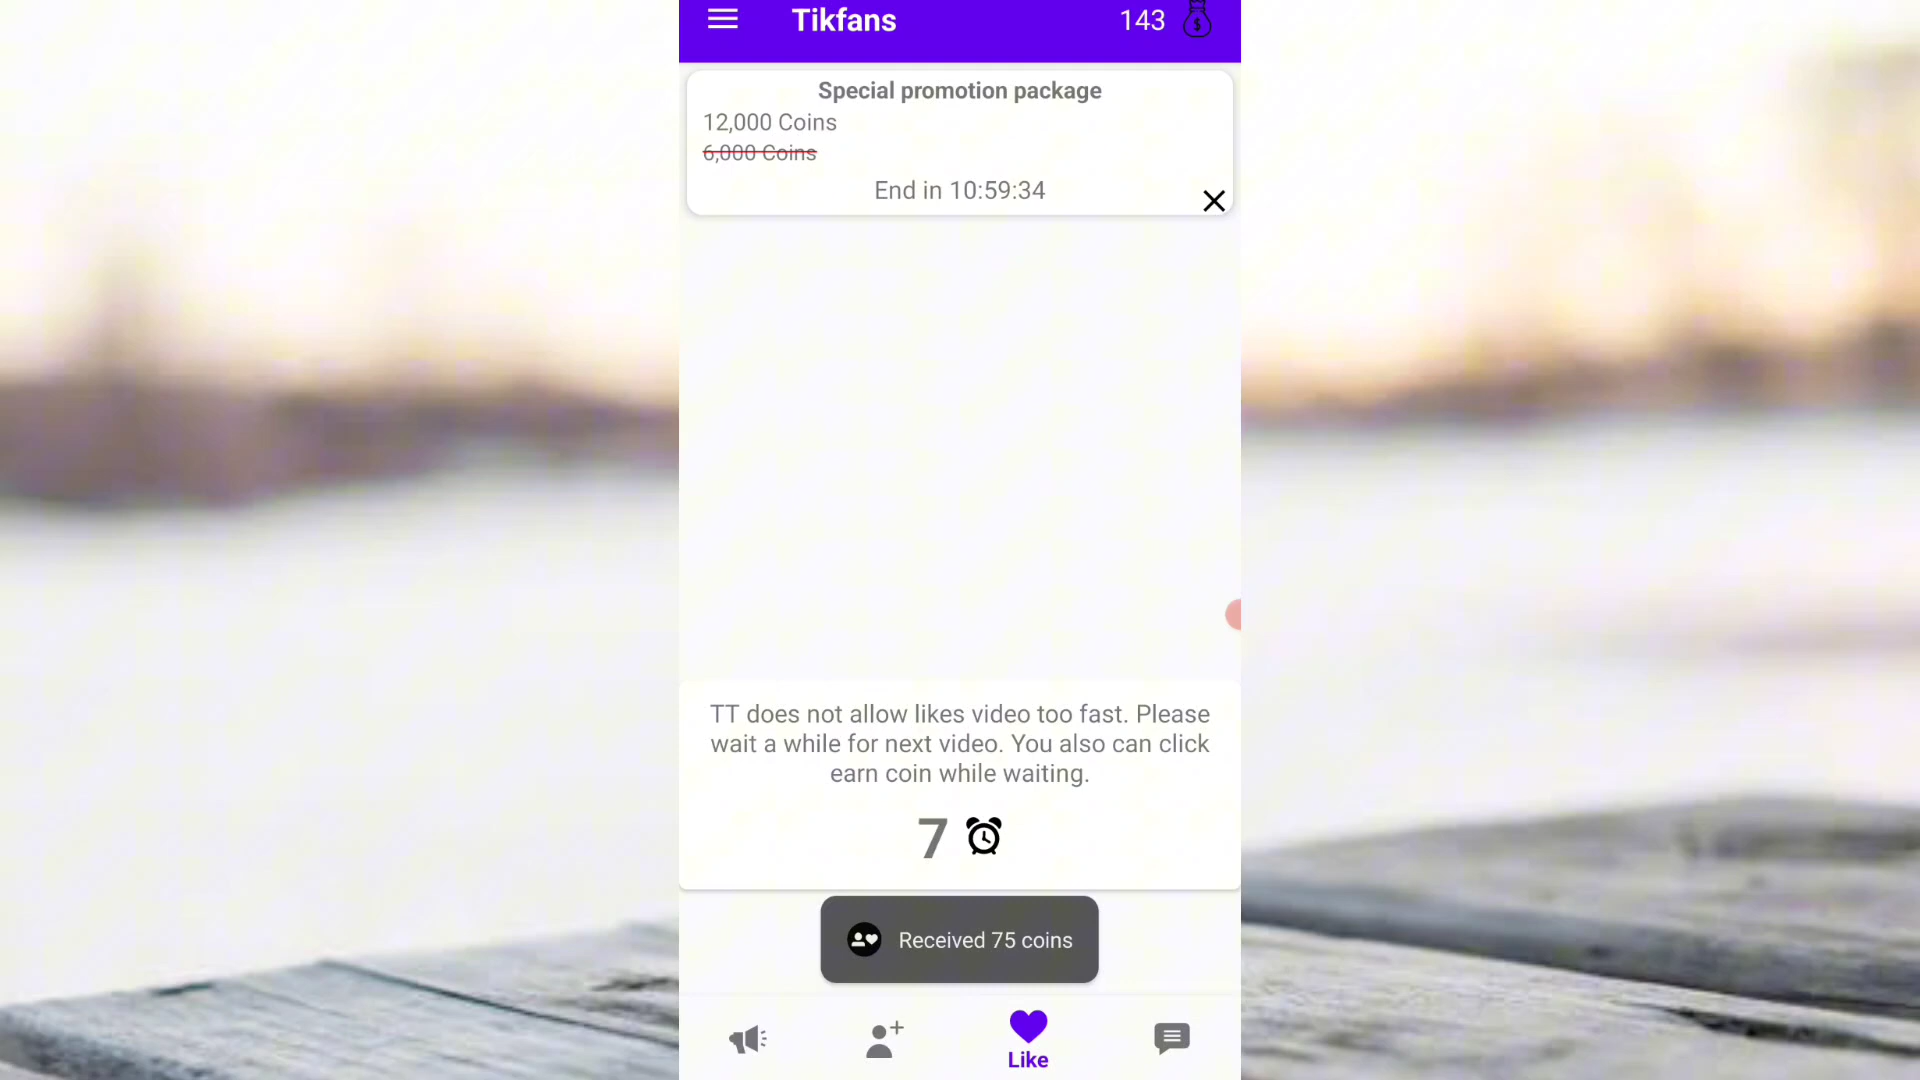 Tikfans 143
Special promotion package
12,000 Coins
6,000 Coins
End in 10:59:34
TT does not allow likes video too fast. Please
wait a while for next video. You also can click
earn coin while waiting.
7
Received 75 coins
Like